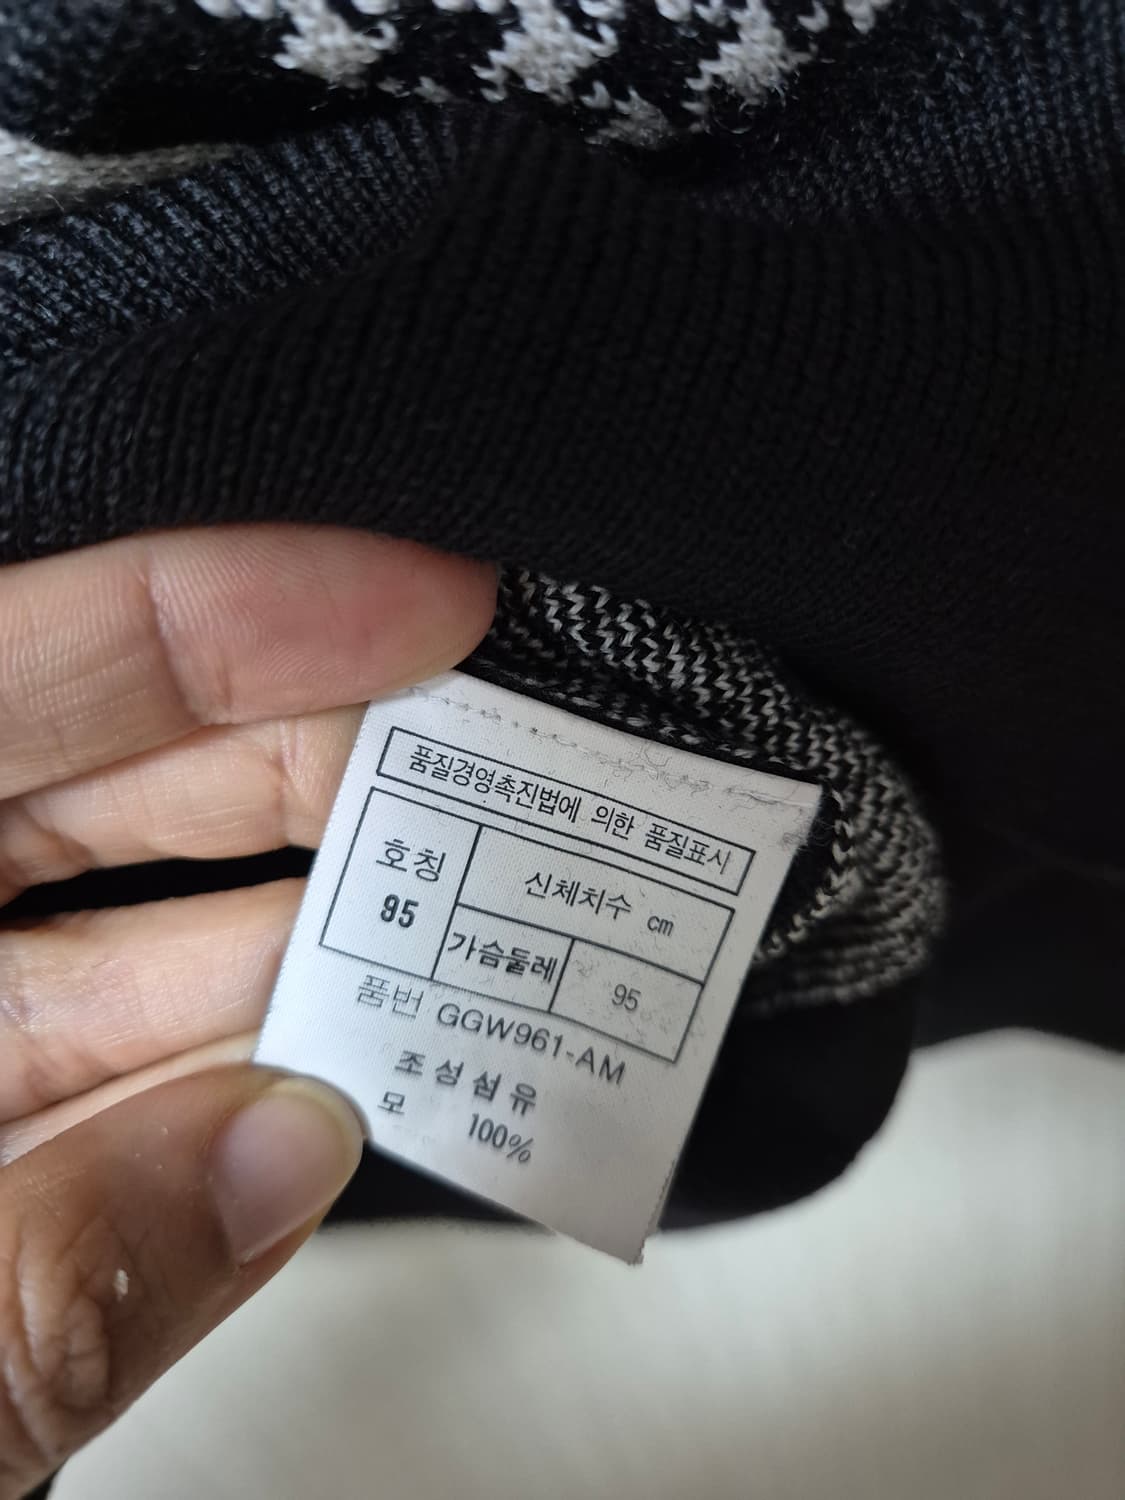 품질경영촉진법에 의한 품질표시
호칭
95
신체치수 cm
가슴둘레 95
품번 GGW961-AM
조성섬유
모 100%